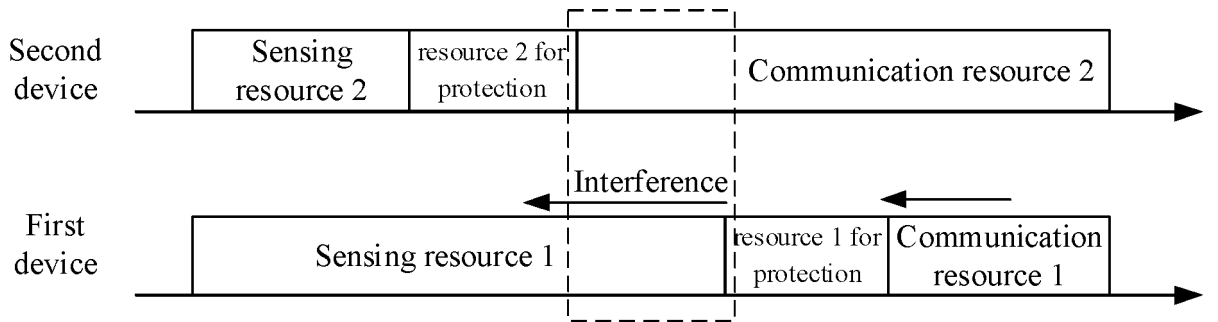 Second
device
Sensing
resource 2
resource 2 for
protection
Communication resource 2
Interference
First
device
Sensing resource 1
resource 1 for
protection
Communication
resource 1